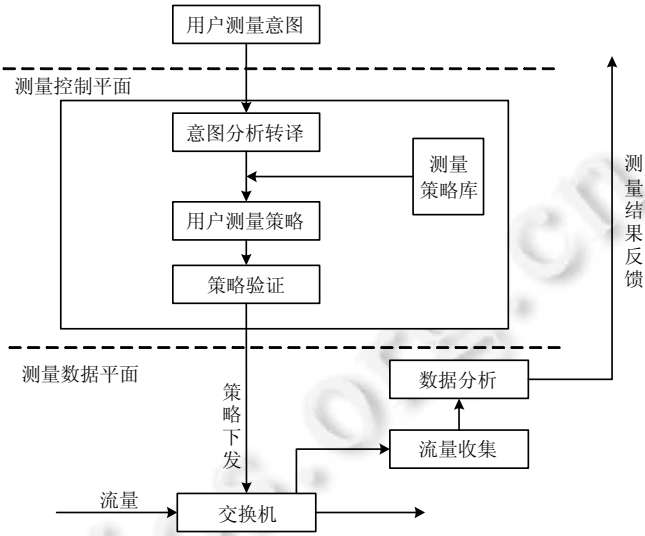 用户测量意图
测量控制平面
意图分析转译
测量
策略库
用户测量策略
策略验证
测量结果反馈
测量数据平面
策略下发
数据分析
流量收集
流量
交换机